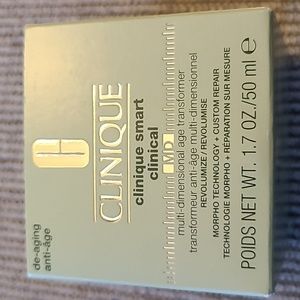 CLINIQUE
clinique smart
clinical
MD
multi-dimensional age transformer
transformateur anti-âge multi-dimensionnel
REVOLUMIZE / REVOLUMISE
MORPHO TECHNOLOGY + CUSTOM REPAIR
TECHNOLOGIE MORPHO + RÉPARATION SUR MESURE
POIDS NET WT. 1.7 OZ./50 ml e
de-aging
anti-âge